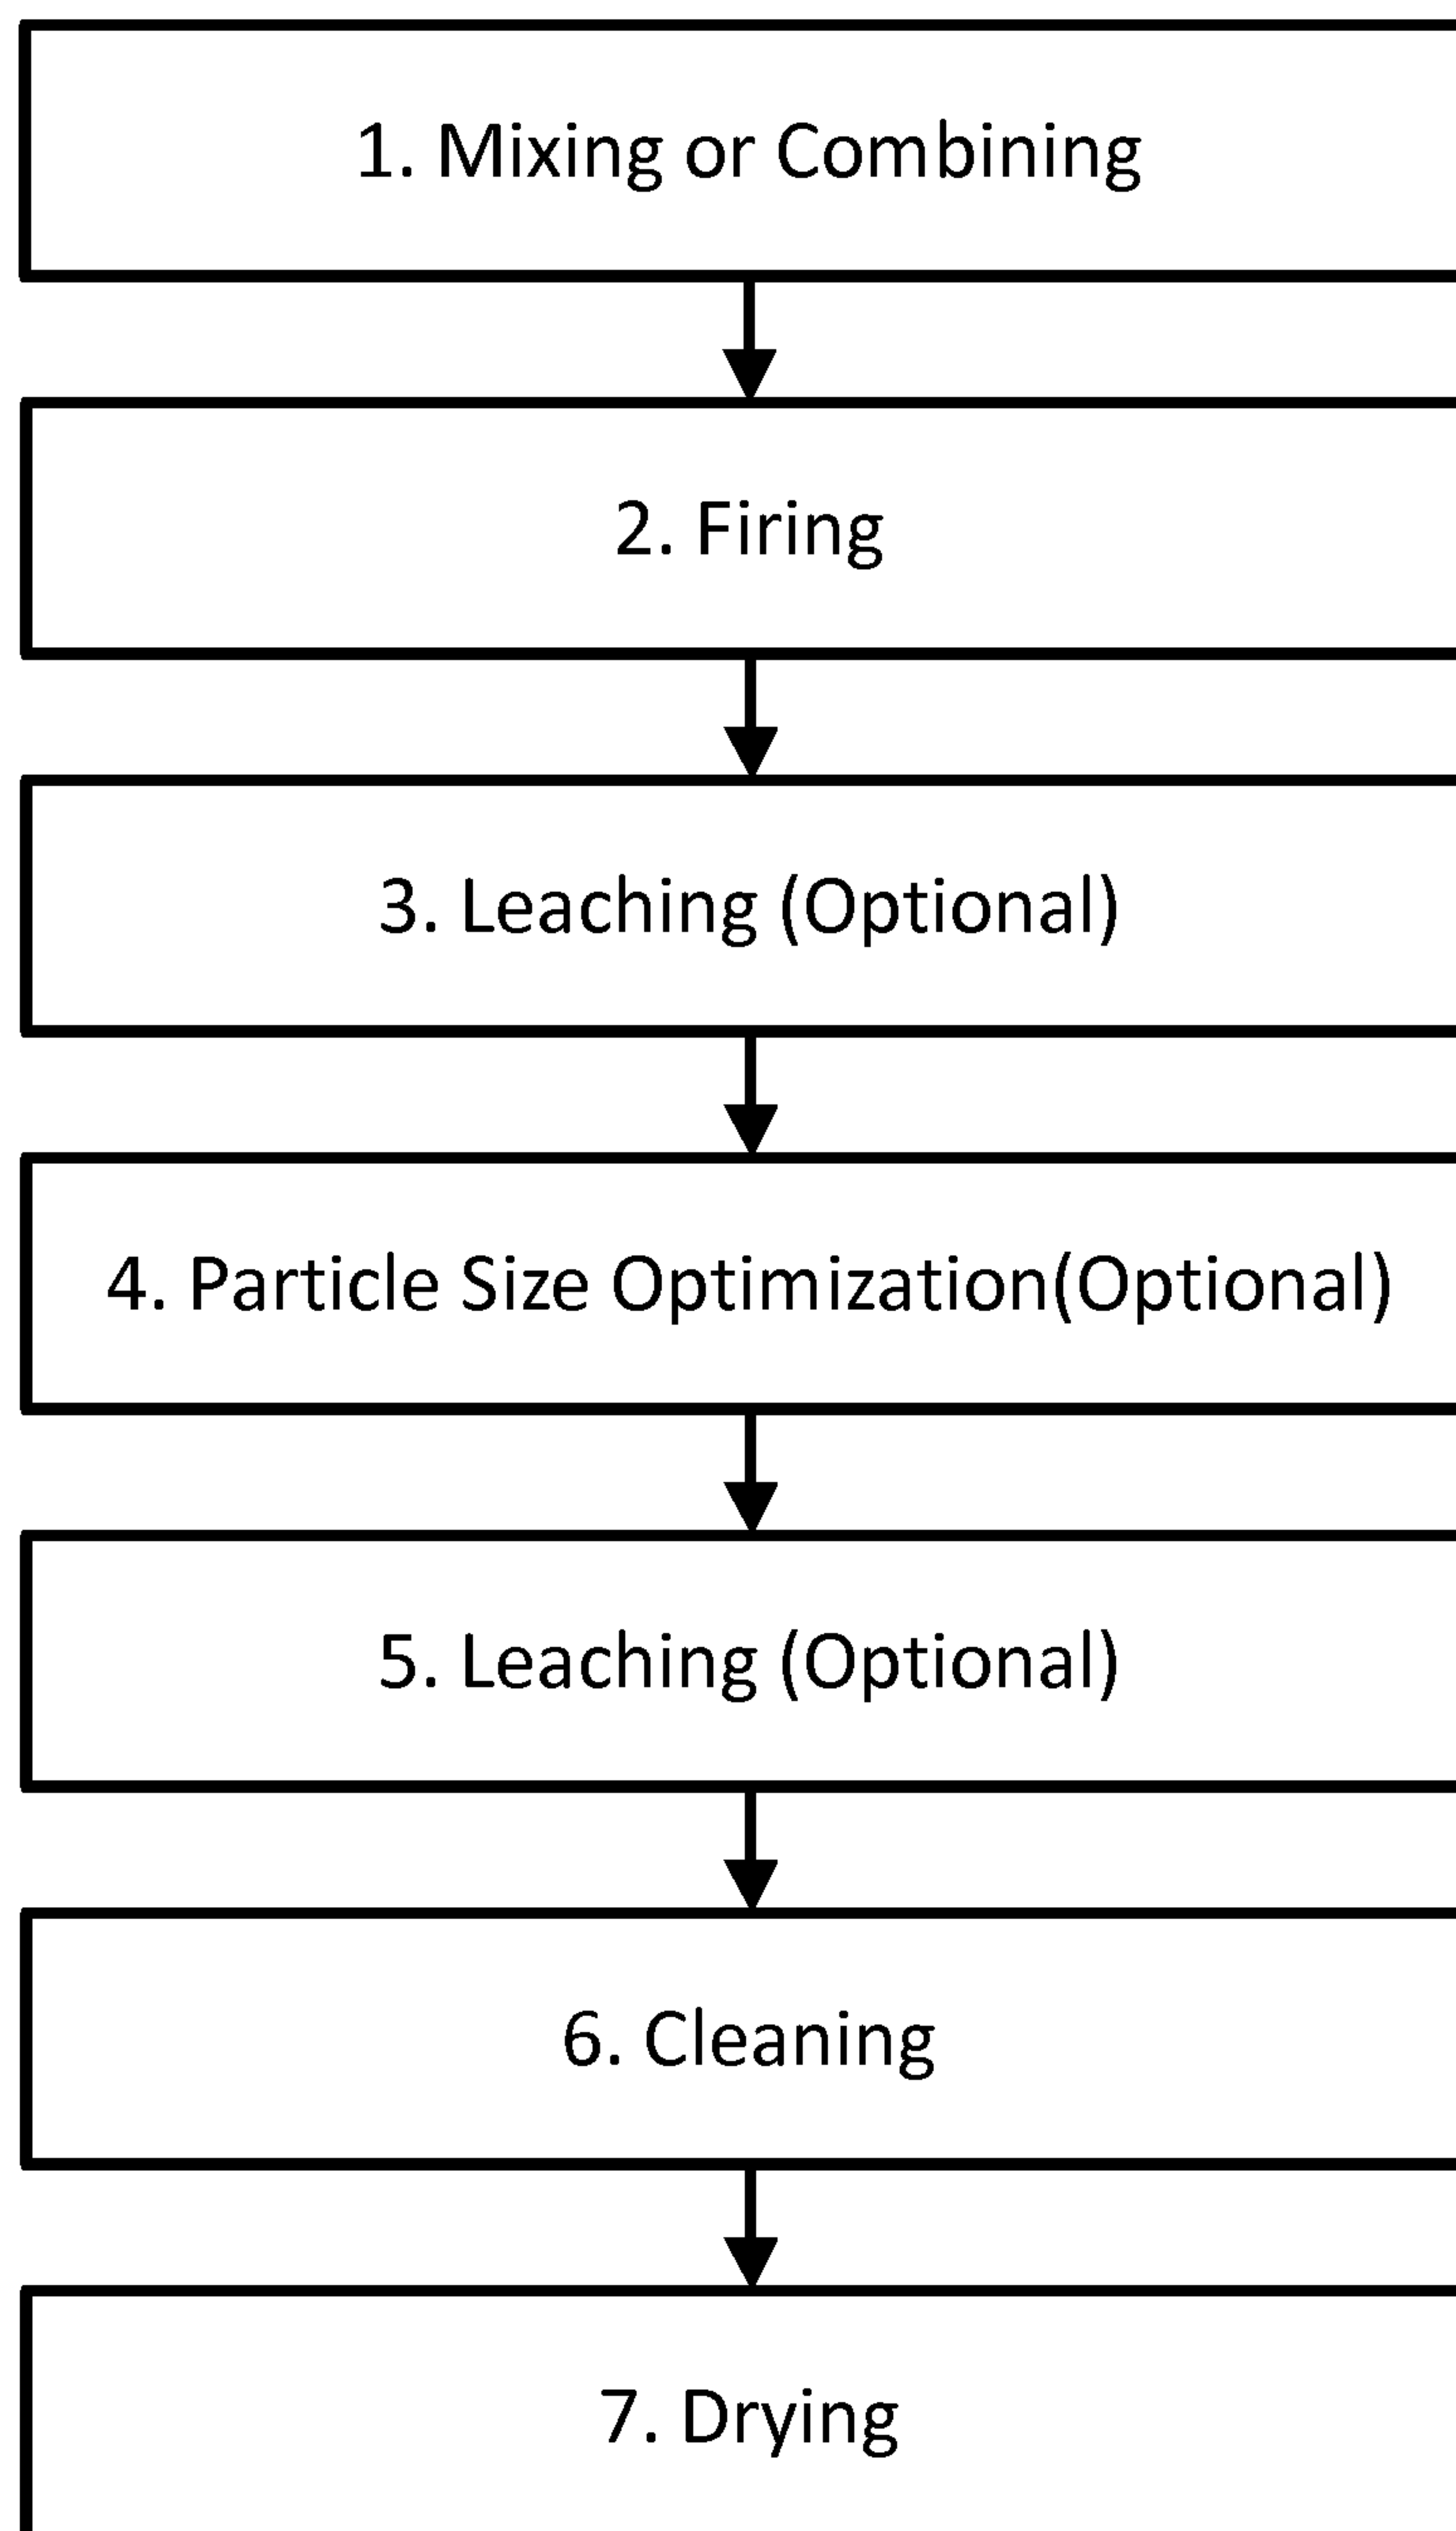 1. Mixing or Combining
2. Firing
3. Leaching (Optional)
4. Particle Size Optimization(Optional)
5. Leaching (Optional)
6. Cleaning
7. Drying